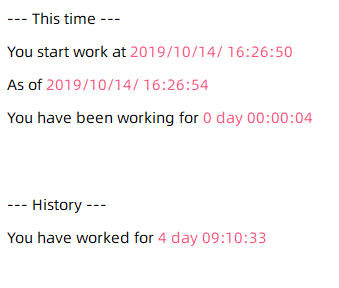 --- This time ---
You start work at 2019/10/14/ 16:26:50
As of 2019/10/14/ 16:26:54
You have been working for 0 day 00:00:04
--- History ---
You have worked for 4 day 09:10:33